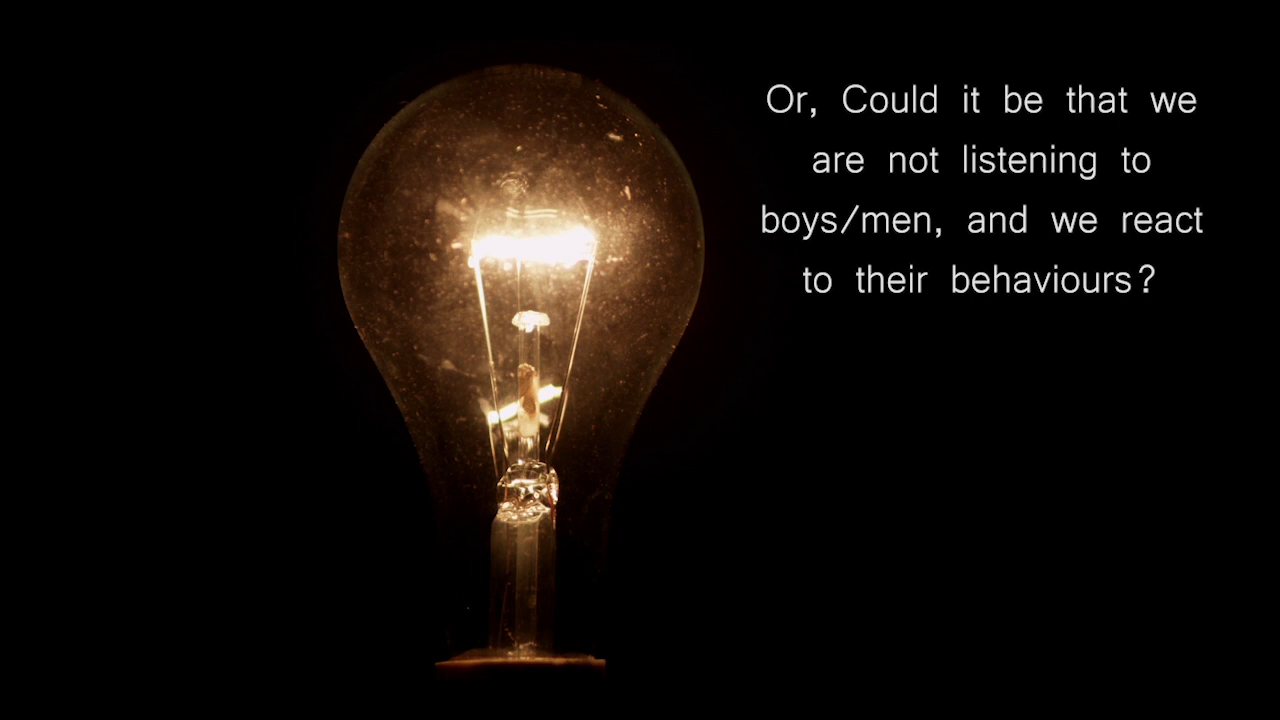 Or, Could it be that we
are not listening to
boys/men, and we react
to their behaviours?